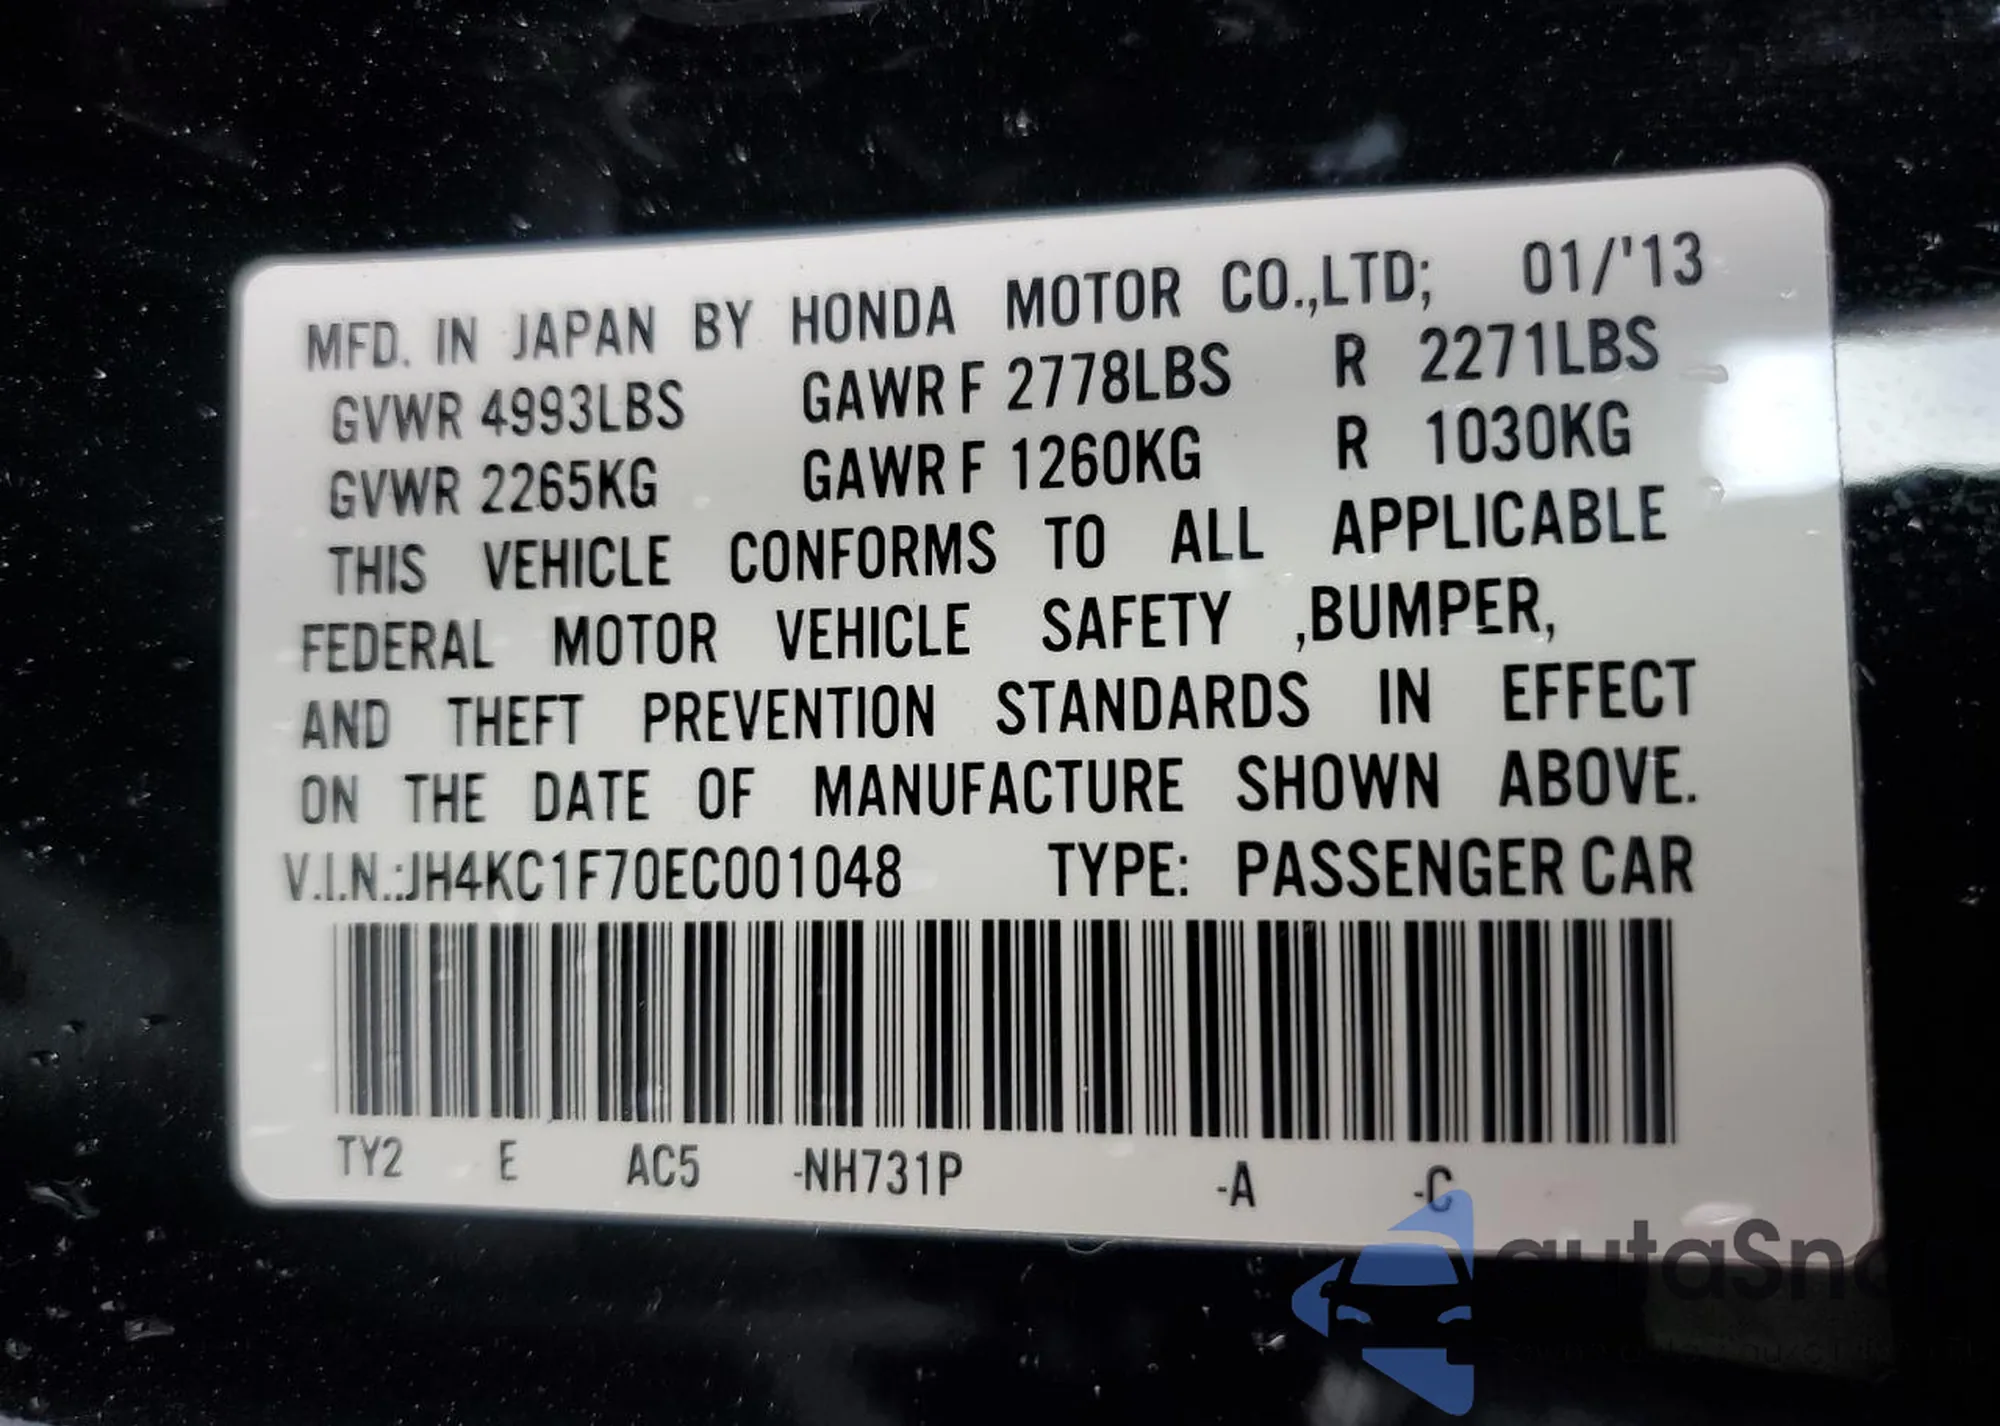 MFD. IN JAPAN BY HONDA MOTOR CO.,LTD; 01/'13
GVWR 4993LBS GAWR F 2778LBS R 2271LBS
GVWR 2265KG GAWR F 1260KG R 1030KG
THIS VEHICLE CONFORMS TO ALL APPLICABLE
FEDERAL MOTOR VEHICLE SAFETY ,BUMPER,
AND THEFT PREVENTION STANDARDS IN EFFECT
ON THE DATE OF MANUFACTURE SHOWN ABOVE.
V.I.N.:JH4KC1F70EC001048 TYPE: PASSENGER CAR
TY2 E AC5 -NH731P -A -C